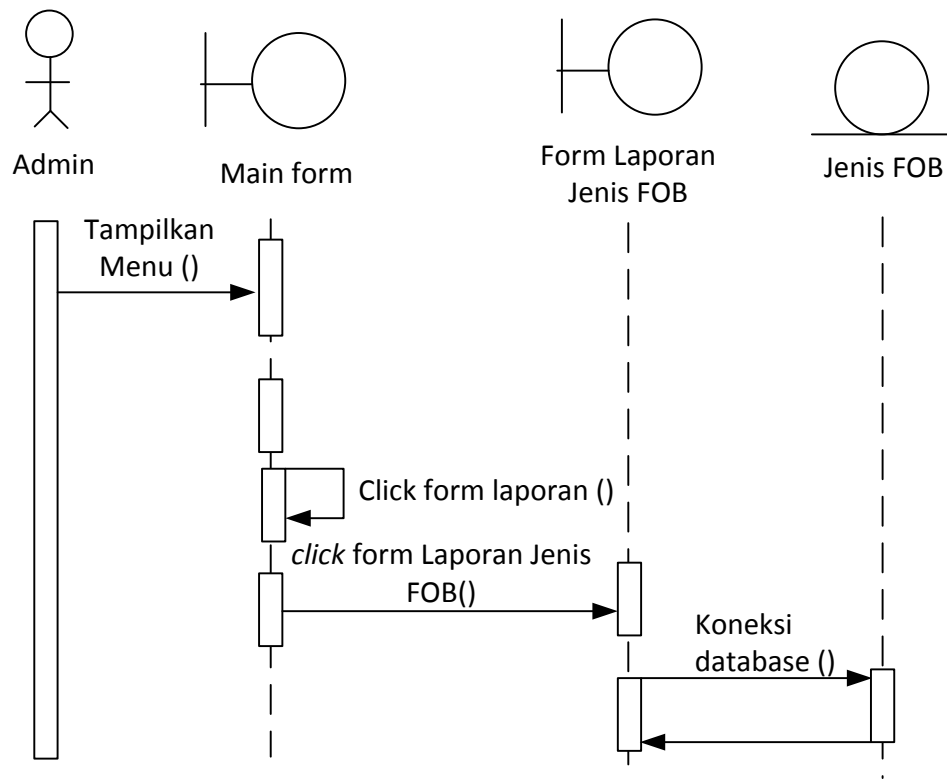 Admin
Main form
Form Laporan
Jenis FOB
Jenis FOB
Tampilkan
Menu ()
Click form laporan ()
click form Laporan Jenis
FOB()
Koneksi
database ()